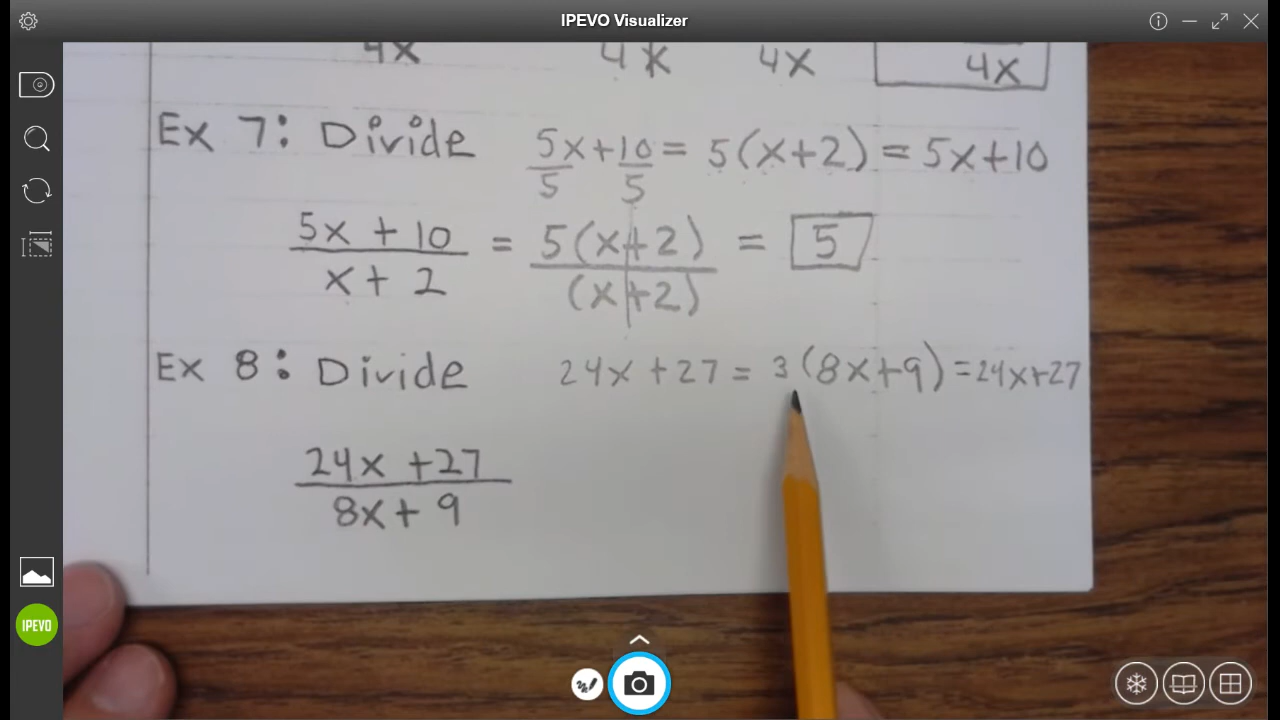 IPEVO Visualizer
4x 4x 4x 4x
Ex 7: Divide 5x+10 = 5(x+2) = 5x+10
5 5
5x + 10 = 5(x+2) = 5
x + 2 (x+2)
Ex 8: Divide 24x + 27 = 3(8x+9) = 24x+27
24x + 27
8x + 9
IPEVO